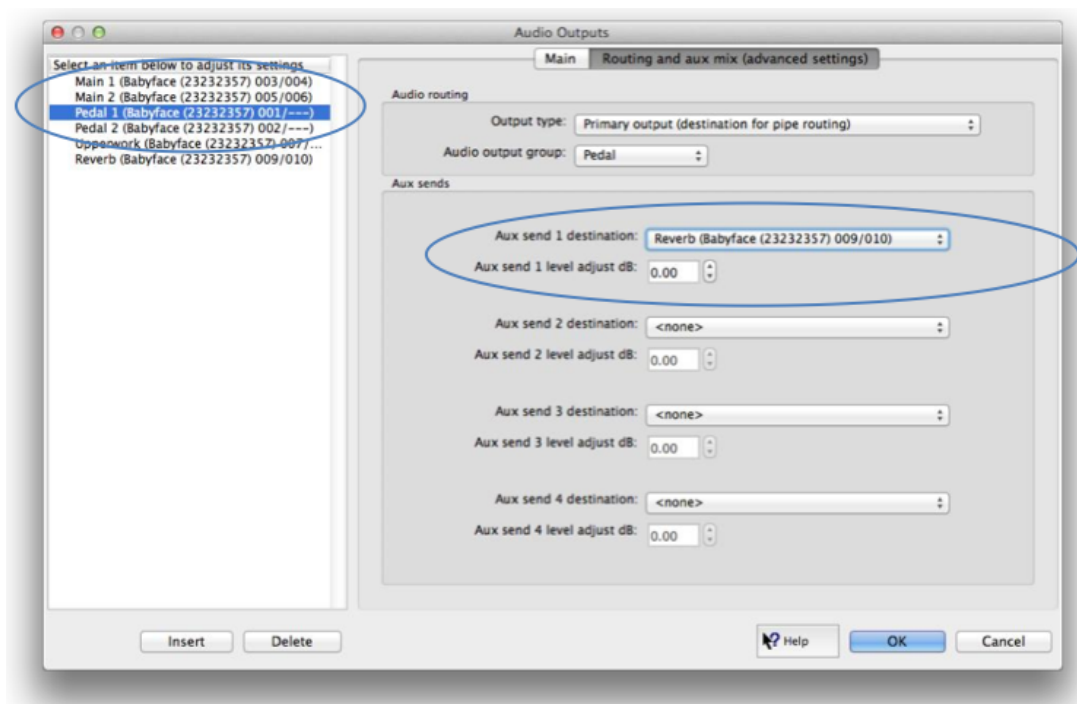 Audio Outputs
Select an item below to adjust its settings
Main 1 (Babyface (23232357) 003/004)
Main 2 (Babyface (23232357) 005/006)
Pedal 1 (Babyface (23232357) 001/---)
Pedal 2 (Babyface (23232357) 002/---)
Upperwork (Babyface (23232357) 007/...
Reverb (Babyface (23232357) 009/010)
Main Routing and aux mix (advanced settings)
Audio routing
Output type: Primary output (destination for pipe routing)
Audio output group: Pedal
Aux sends
Aux send 1 destination: Reverb (Babyface (23232357) 009/010)
Aux send 1 level adjust dB: 0.00
Aux send 2 destination: <none>
Aux send 2 level adjust dB: 0.00
Aux send 3 destination: <none>
Aux send 3 level adjust dB: 0.00
Aux send 4 destination: <none>
Aux send 4 level adjust dB: 0.00
Insert Delete ? Help OK Cancel